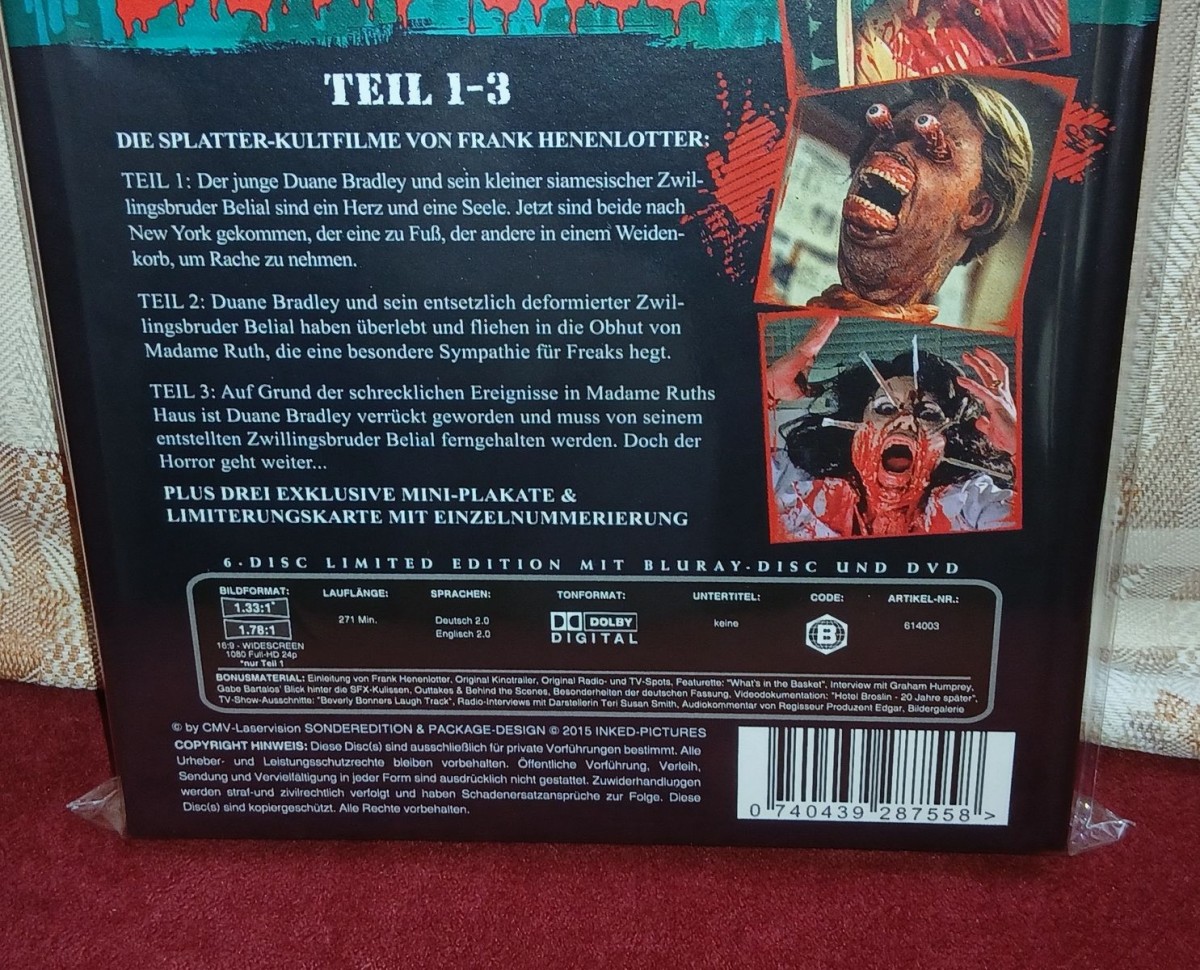 TEIL 1-3
DIE SPLATTER-KULTFILME VON FRANK HENENLOTTER:
TEIL 1: Der junge Duane Bradley und sein kleiner siamesischer Zwil-
lingsbruder Belial sind ein Herz und eine Seele. Jetzt sind beide nach
New York gekommen, der eine zu Fuß, der andere in einem Weiden-
korb, um Rache zu nehmen.
TEIL 2: Duane Bradley und sein entsetzlich deformierter Zwil-
lingsbruder Belial haben überlebt und fliehen in die Obhut von
Madame Ruth, die eine besondere Sympathie für Freaks hegt.
TEIL 3: Auf Grund der schrecklichen Ereignisse in Madame Ruths
Haus ist Duane Bradley verrückt geworden und muss von seinem
entstellten Zwillingsbruder Belial ferngehalten werden. Doch der
Horror geht weiter...
PLUS DREI EXKLUSIVE MINI-PLAKATE &
LIMITERUNGSKARTE MIT EINZELNUMMERIERUNG
6-DISC LIMITED EDITION MIT BLURAY-DISC UND DVD
BILDFORMAT: LAUFLÄNGE: SPRACHEN: TONFORMAT: UNTERTITEL: CODE: ARTIKEL-NR.:
1.33:1* 271 Min. Deutsch 2.0 DOLBY keine B 614003
1.78:1 Englisch 2.0 DIGITAL
16:9 - WIDESCREEN
1080 Full-HD 24p
*nur Teil 1
BONUSMATERIAL: Einleitung von Frank Henenlotter, Original Kinotrailer, Original Radio- und TV-Spots, Featurette: "What's in the Basket", Interview mit Graham Humprey,
Gabe Bartalos' Blick hinter die SFX-Kulissen, Outtakes & Behind the Scenes, Besonderheiten der deutschen Fassung, Videodokumentation: "Hotel Broslin - 20 Jahre später",
TV-Show-Ausschnitte: "Beverly Bonners Laugh Track", Radio-Interviews mit Darstellerin Teri Susan Smith, Audiokommentar von Regisseur Produzent Edgar, Bildergalerie
© by CMV-Laservision SONDEREDITION & PACKAGE-DESIGN © 2015 INKED-PICTURES
COPYRIGHT HINWEIS: Diese Disc(s) sind ausschließlich für private Vorführungen bestimmt. Alle
Urheber- und Leistungsschutzrechte bleiben vorbehalten. Öffentliche Vorführung, Verleih,
Sendung und Vervielfältigung in jeder Form sind ausdrücklich nicht gestattet. Zuwiderhandlungen
werden straf-und zivilrechtlich verfolgt und haben Schadenersatzansprüche zur Folge. Diese
Disc(s) sind kopiergeschützt. Alle Rechte vorbehalten.
0 740439 287558 >